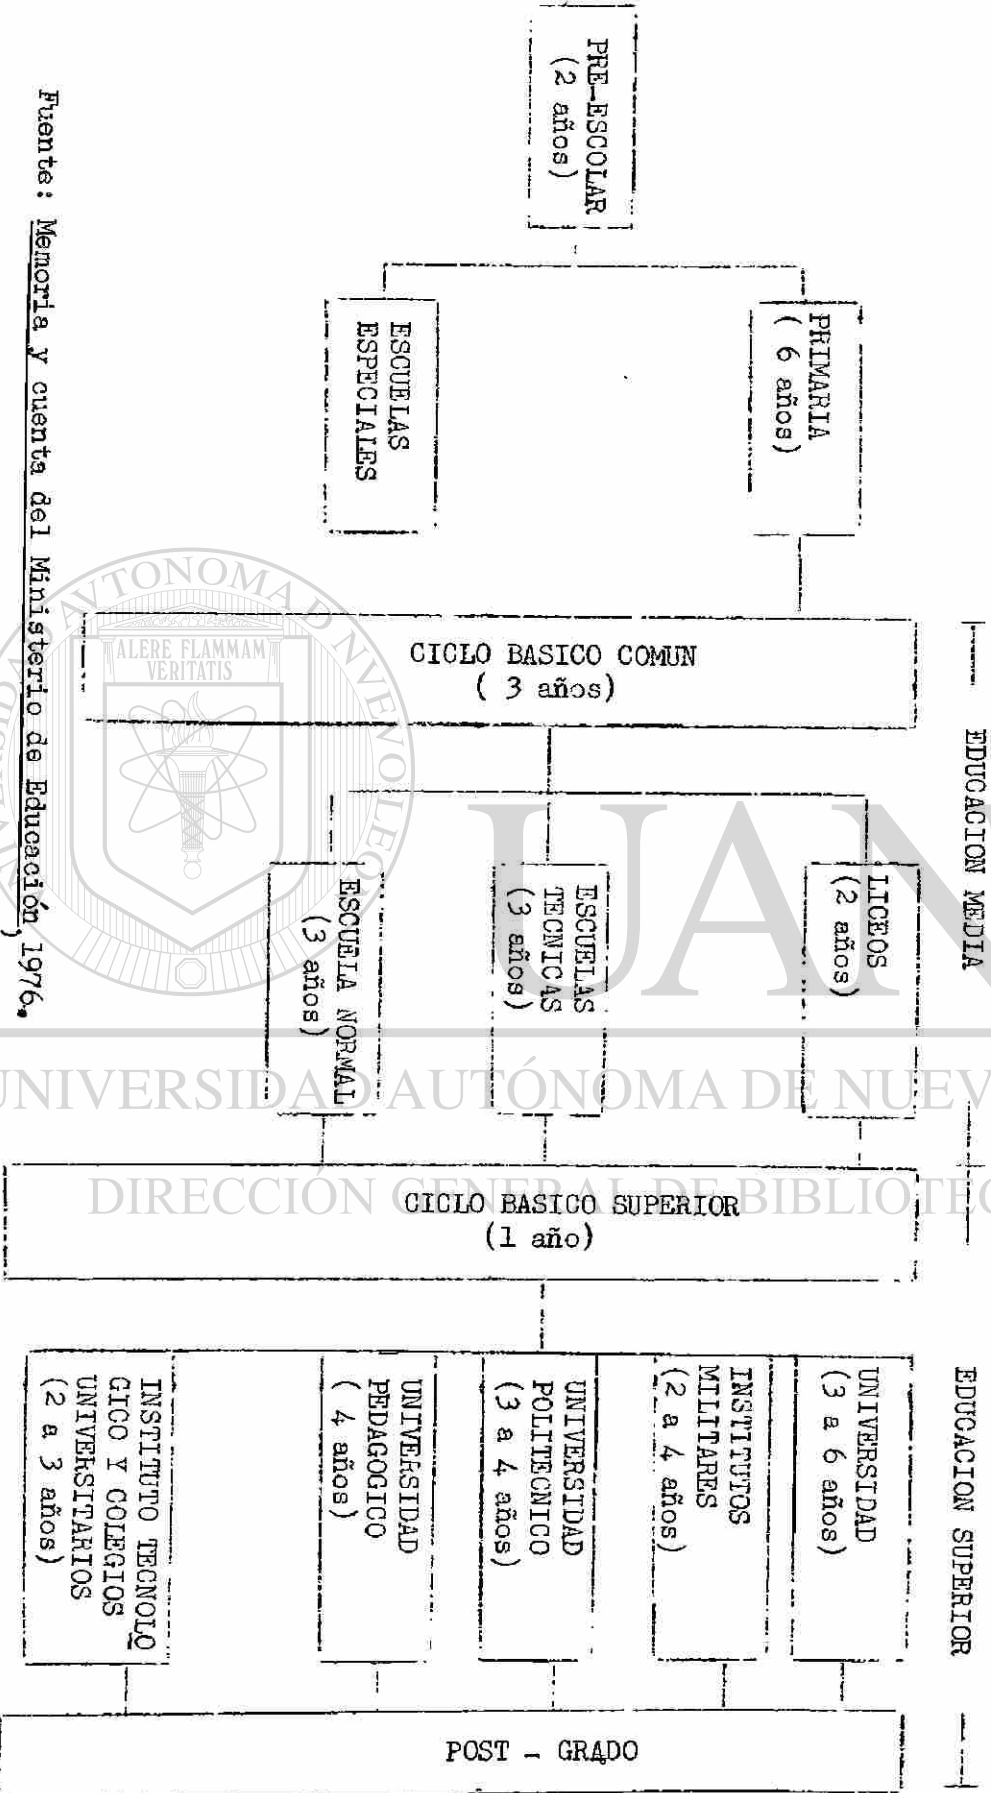 PRE-ESCOLAR
(2 años)
PRIMARIA
( 6 años)
ESCUELAS
ESPECIALES
EDUCACION MEDIA
CICLO BASICO COMUN
( 3 años)
LICEOS
(2 años)
ESCUELAS
TECNICAS
(3 años)
ESCUELA NORMAL
(3 años)
CICLO BASICO SUPERIOR
(1 año)
EDUCACION SUPERIOR
UNIVERSIDAD
(3 a 6 años)
INSTITUTOS
MILITARES
(2 a 4 años)
UNIVERSIDAD
POLITECNICO
(3 a 4 años)
UNIVERSIDAD
PEDAGOGICO
( 4 años)
INSTITUTO TECNOLO
GICO Y COLEGIOS
UNIVERSITARIOS
(2 a 3 años)
POST - GRADO
Fuente: Memoria y cuenta del Ministerio de Educación, 1976.
ALERE FLAMMAM
VERITATIS
UAN
UNIVERSIDAD AUTÓNOMA DE NUEV
DIRECCIÓN GENERAL DE BIBLIOTEC